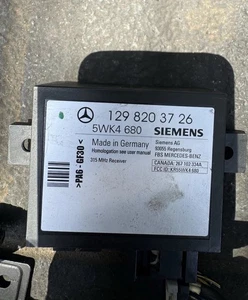 129 820 37 26
5WK4 680
SIEMENS
Made in Germany
Homologation see user manual
Siemens AG
93055 Regensburg
FBS MERCEDES-BENZ
315 MHz Receiver
CANADA: 267 103 334A
FCC ID: KR55WK4 680
>PA6-GF30<